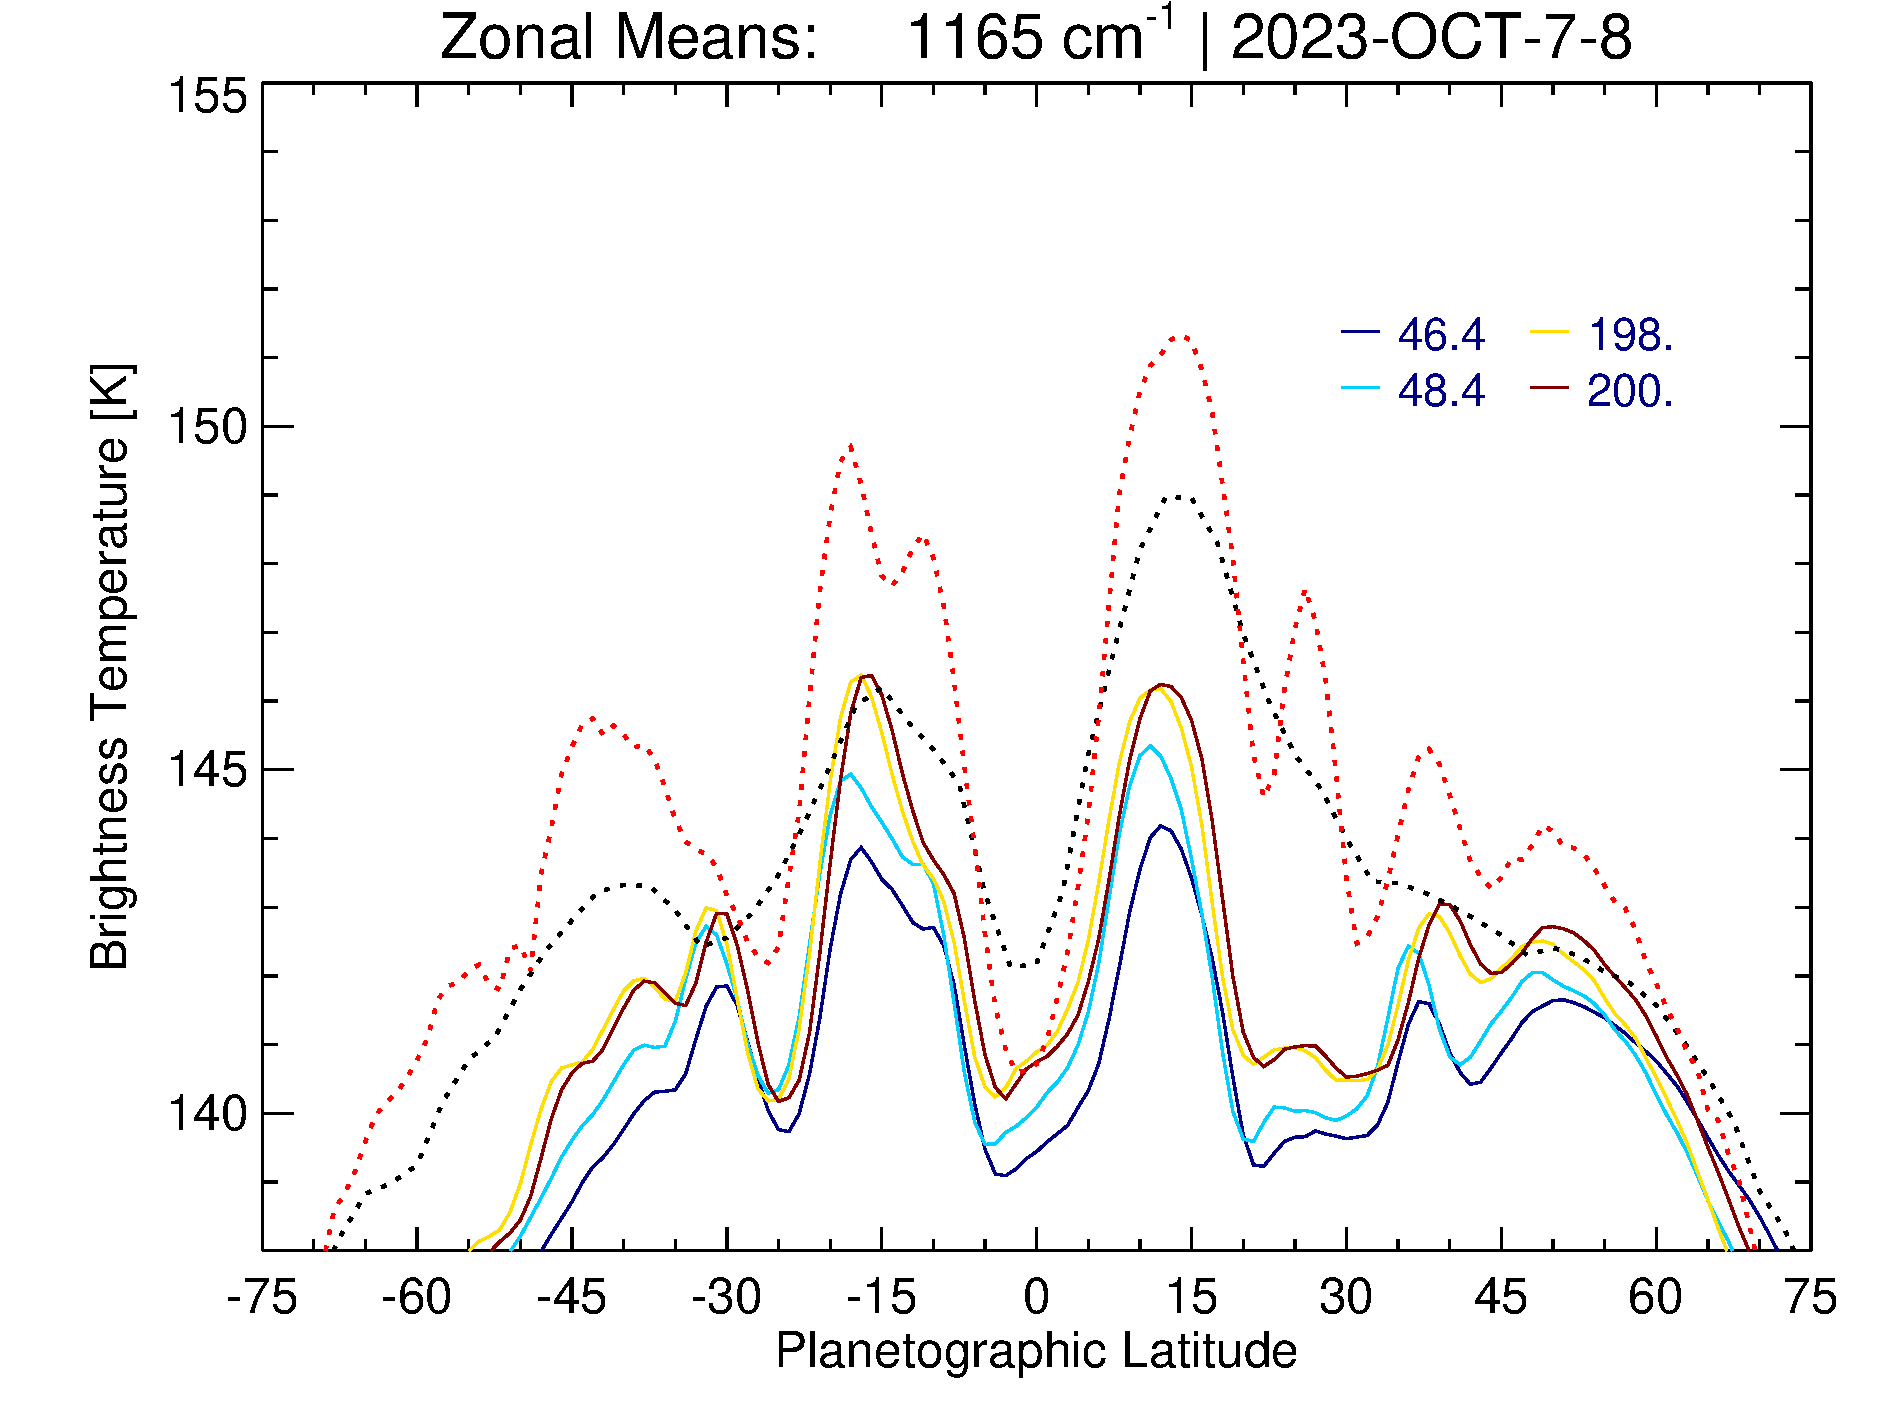 Zonal Means: 1165 cm-1 | 2023-OCT-7-8
155
150
145
140
Brightness Temperature [K]
46.4 198.
48.4 200.
-75 -60 -45 -30 -15 0 15 30 45 60 75
Planetographic Latitude